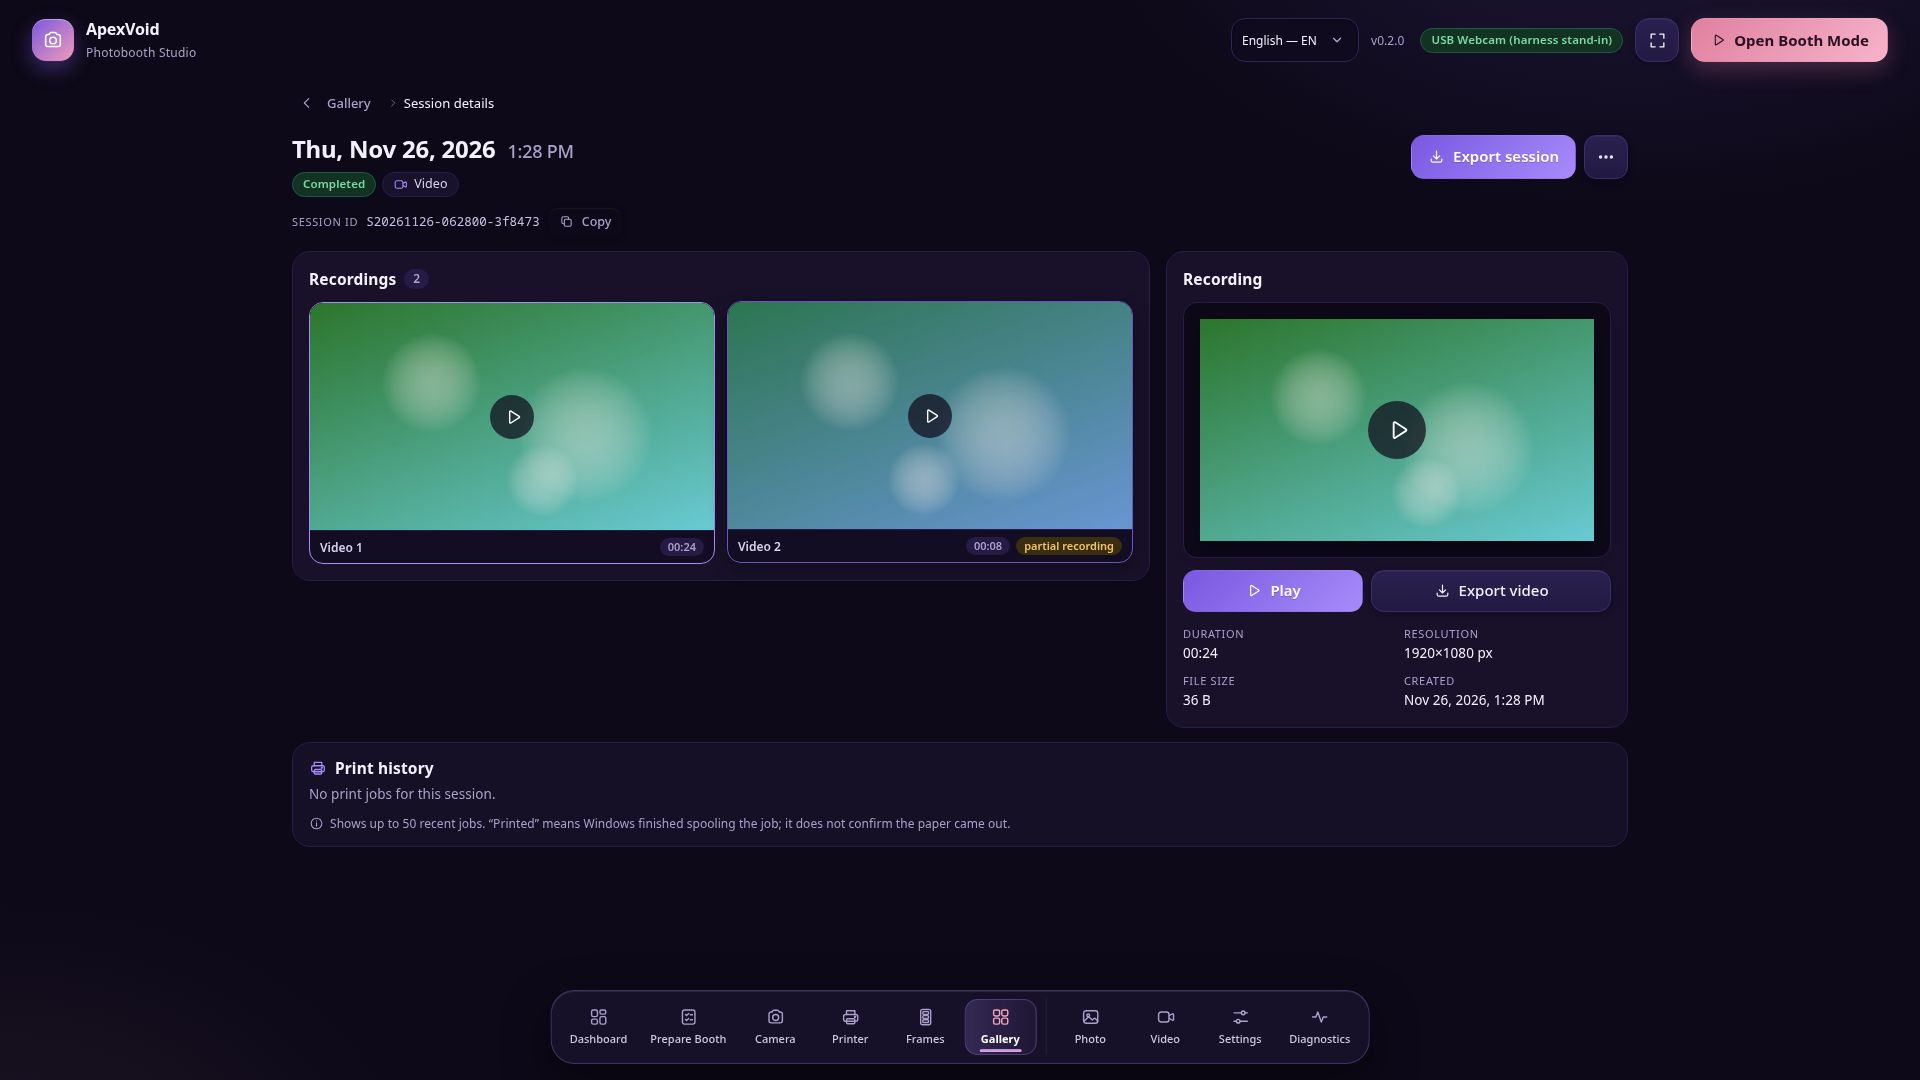 ApexVoid
Photobooth Studio
English — EN
v0.2.0
USB Webcam (harness stand-in)
Open Booth Mode
Gallery
Session details
Thu, Nov 26, 2026 1:28 PM
Completed
Video
Export session
SESSION ID S20261126-062800-3f8473
Copy
Recordings 2
Video 1
00:24
Video 2
00:08
partial recording
Recording
Play
Export video
DURATION
00:24
RESOLUTION
1920×1080 px
FILE SIZE
36 B
CREATED
Nov 26, 2026, 1:28 PM
Print history
No print jobs for this session.
Shows up to 50 recent jobs. “Printed” means Windows finished spooling the job; it does not confirm the paper came out.
Dashboard
Prepare Booth
Camera
Printer
Frames
Gallery
Photo
Video
Settings
Diagnostics